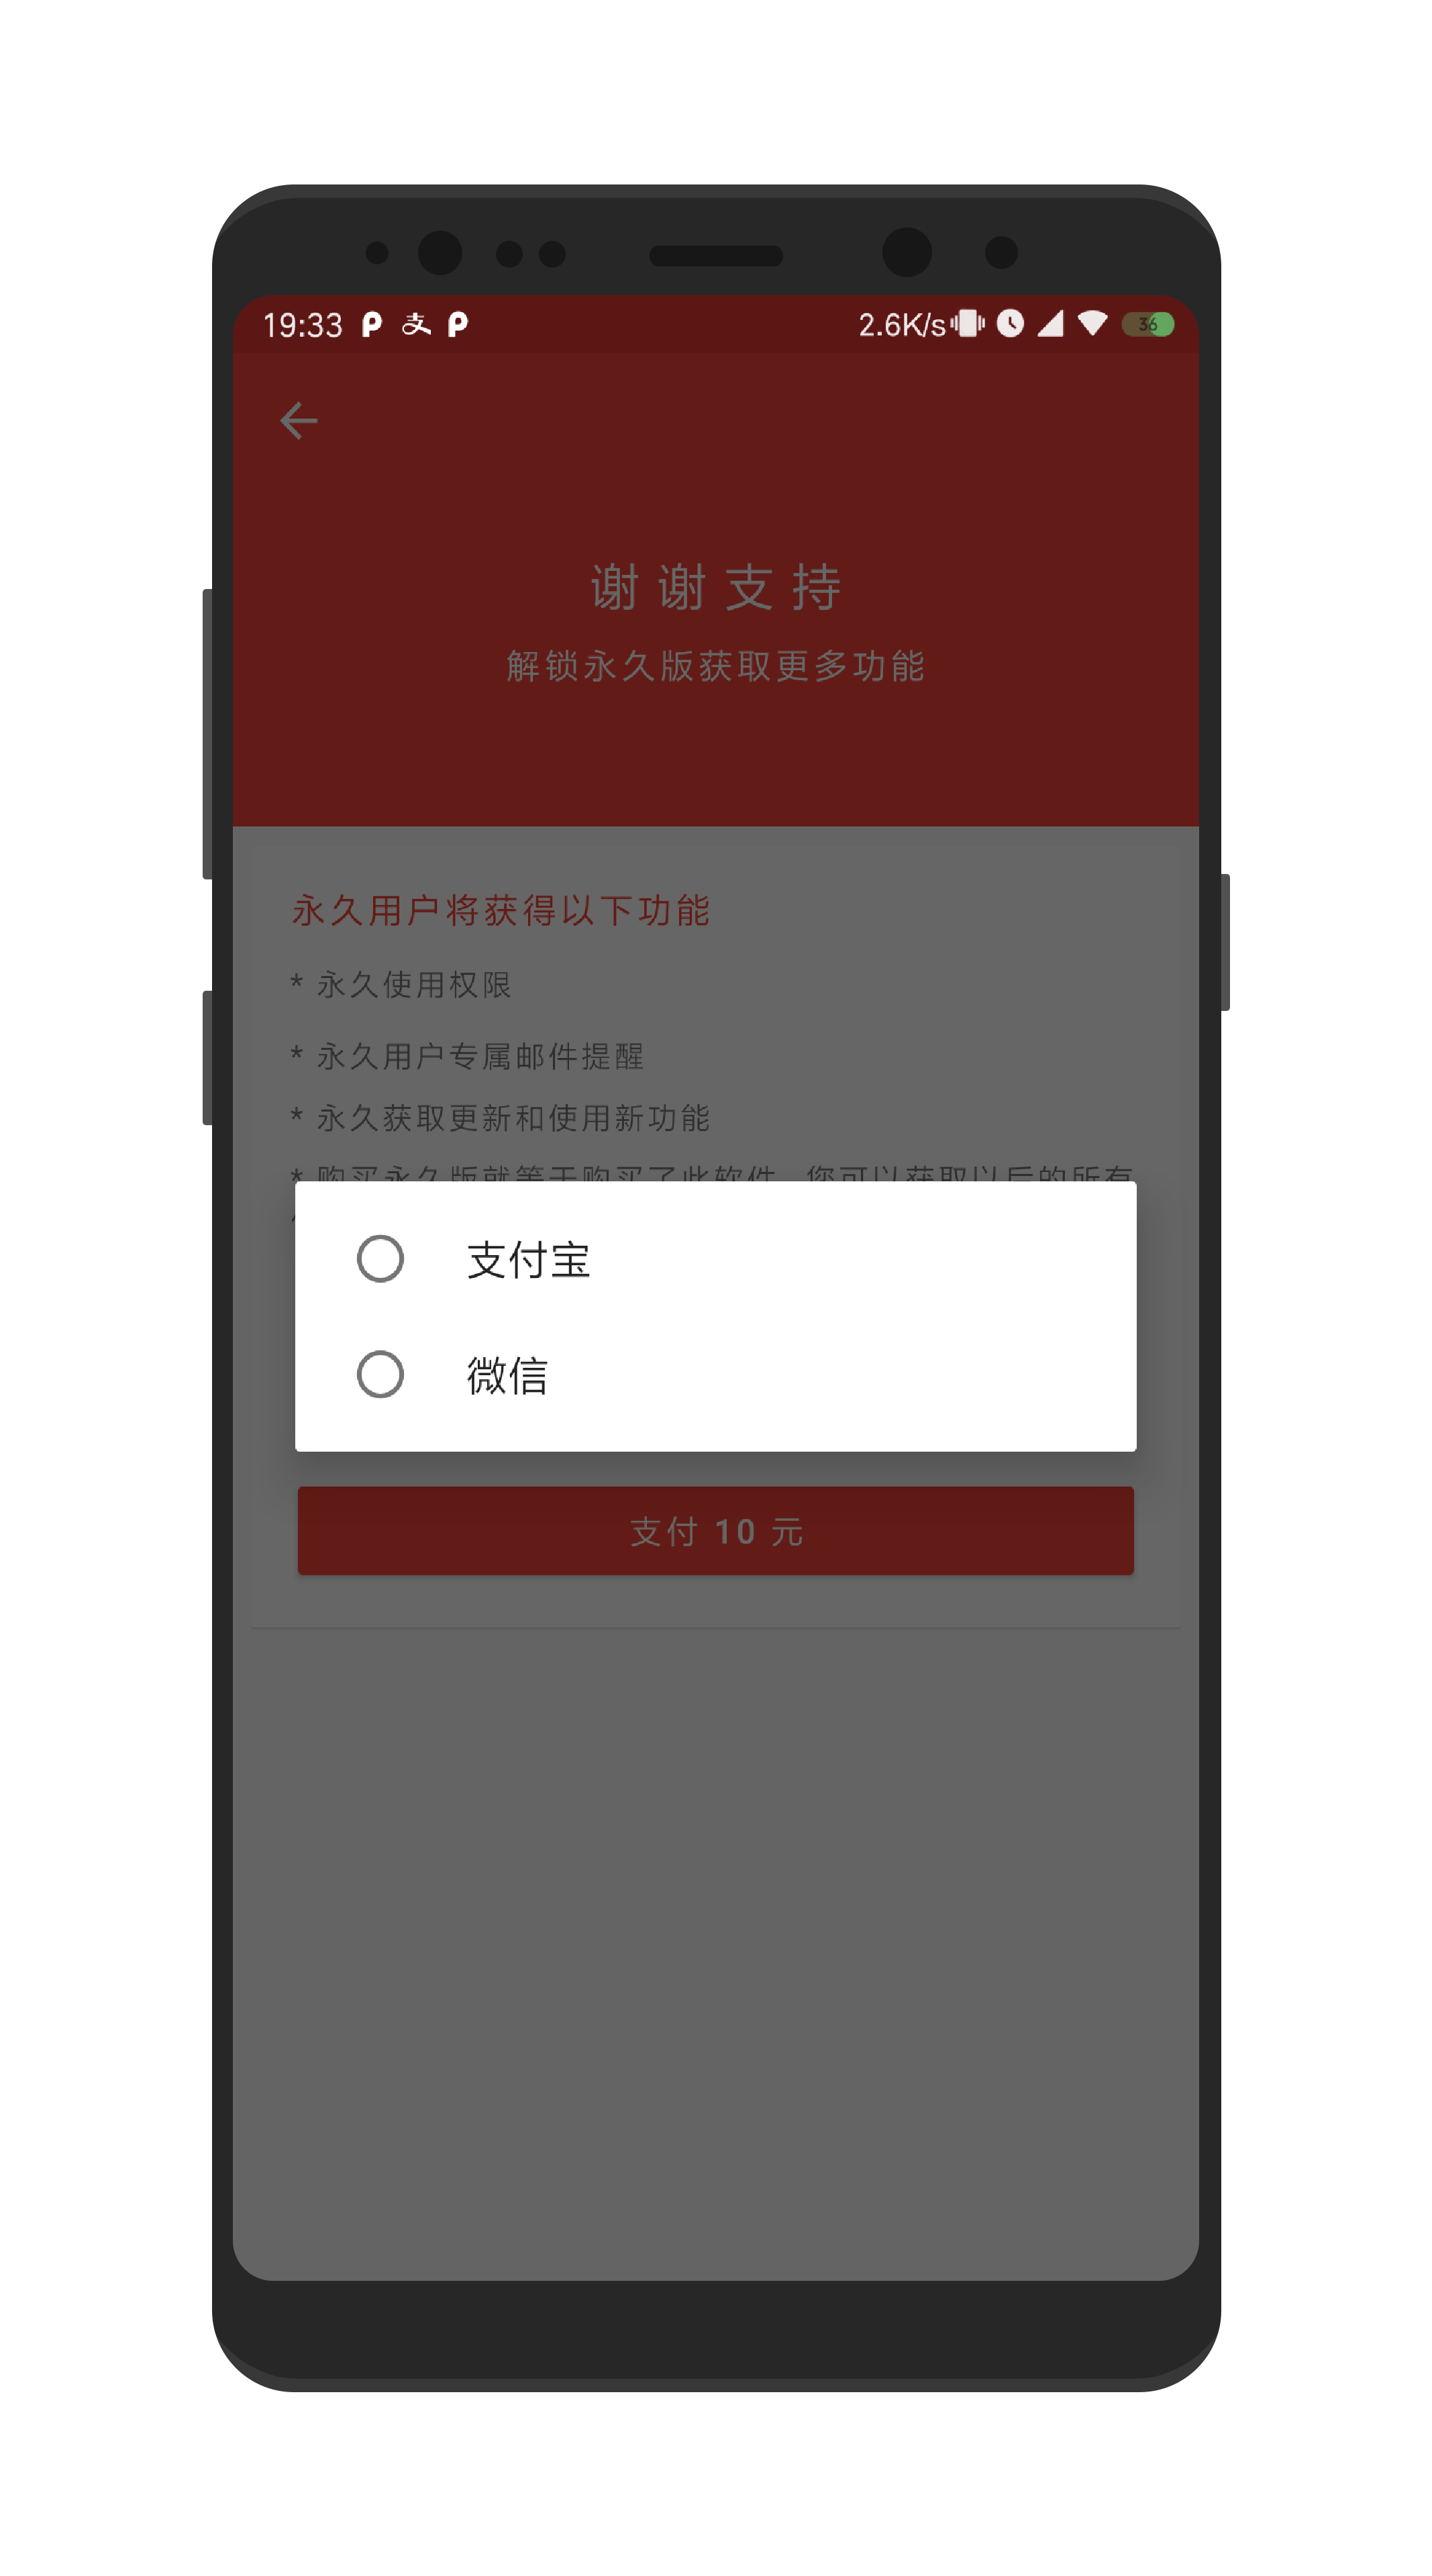 19:33 2.6K/s 36
谢谢支持
解锁永久版获取更多功能
永久用户将获得以下功能
* 永久使用权限
* 永久用户专属邮件提醒
* 永久获取更新和使用新功能
* 购买永久版就等于购买了此软件，您可以获取以后的所有
支付宝
微信
支付 10 元